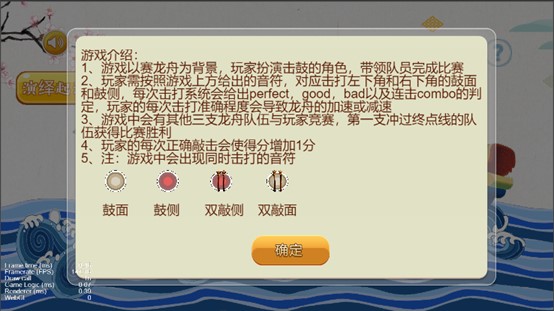 游戏介绍：
1、游戏以赛龙舟为背景，玩家扮演击鼓的角色，带领队员完成比赛
2、玩家需按照游戏上方给出的音符，对应击打左下角和右下角的鼓面
和鼓侧，每次击打系统会给出perfect，good，bad以及连击combo的判
定，玩家的每次击打准确程度会导致龙舟的加速或减速
3、游戏中会有其他三支龙舟队伍与玩家竞赛，第一支冲过终点线的队
伍获得比赛胜利
4、玩家的每次正确敲击会使得分增加1分
5、注：游戏中会出现同时击打的音符
鼓面 鼓侧 双敲侧 双敲面
确定
演绎
Frame time (ms)
Framerate (FPS)
Draw call
Game Logic (ms)
Renderer (ms)
WebGL